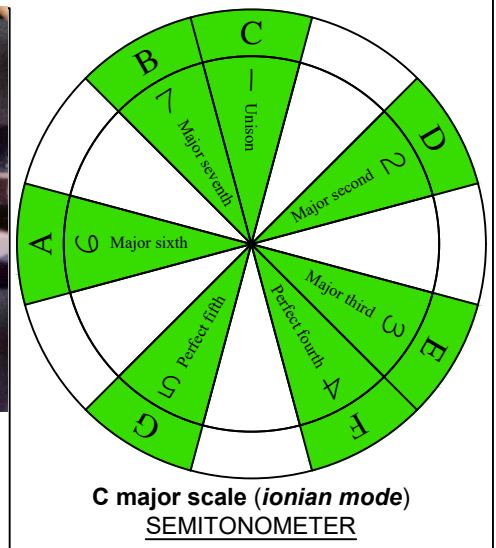 C
1 Unison
D
2 Major second
E
3 Major third
F
4 Perfect fourth
G
5 Perfect fifth
A
6 Major sixth
B
7 Major seventh
C major scale (ionian mode)
SEMITONOMETER